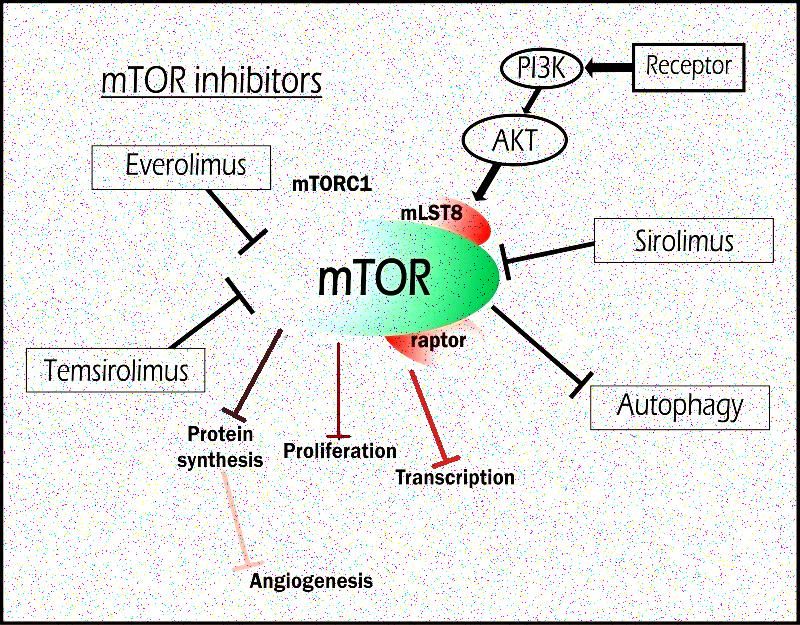 mTOR inhibitors
PI3K
Receptor
AKT
Everolimus
mTORC1
mLST8
Sirolimus
mTOR
raptor
Temsirolimus
Autophagy
Protein
synthesis
Proliferation
Transcription
Angiogenesis